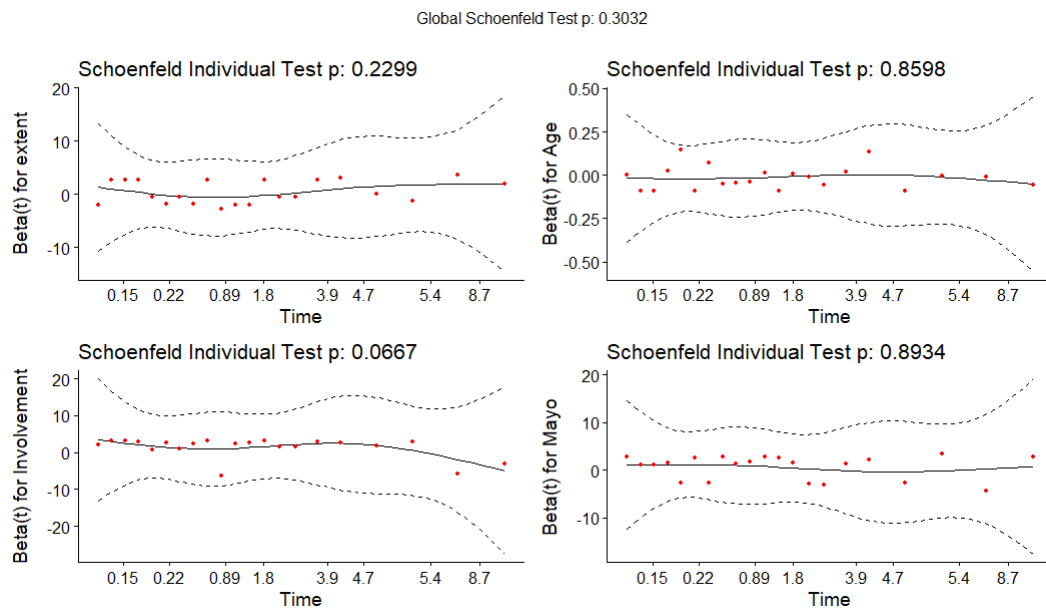 Global Schoenfeld Test p: 0.3032
Schoenfeld Individual Test p: 0.2299
Beta(t) for extent
20
10
0
-10
0.15 0.22 0.89 1.8 3.9 4.7 5.4 8.7
Time
Schoenfeld Individual Test p: 0.8598
Beta(t) for Age
0.50
0.25
0.00
-0.25
-0.50
0.15 0.22 0.89 1.8 3.9 4.7 5.4 8.7
Time
Schoenfeld Individual Test p: 0.0667
Beta(t) for Involvement
20
10
0
-10
-20
0.15 0.22 0.89 1.8 3.9 4.7 5.4 8.7
Time
Schoenfeld Individual Test p: 0.8934
Beta(t) for Mayo
20
10
0
-10
0.15 0.22 0.89 1.8 3.9 4.7 5.4 8.7
Time